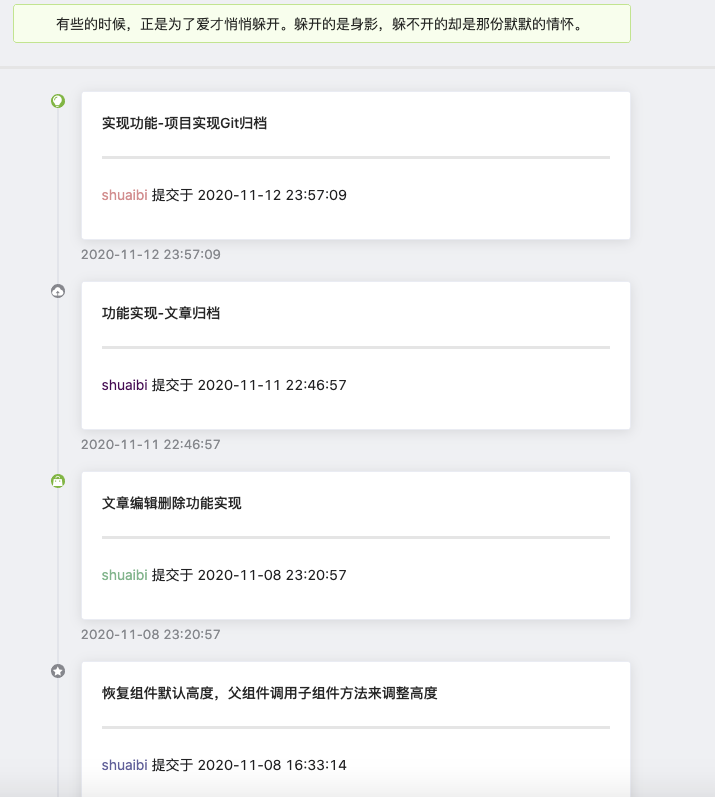 有些的时候，正是为了爱才悄悄躲开。躲开的是身影，躲不开的却是那份默默的情怀。
实现功能-项目实现Git归档
shuaibi 提交于 2020-11-12 23:57:09
2020-11-12 23:57:09
功能实现-文章归档
shuaibi 提交于 2020-11-11 22:46:57
2020-11-11 22:46:57
文章编辑删除功能实现
shuaibi 提交于 2020-11-08 23:20:57
2020-11-08 23:20:57
恢复组件默认高度，父组件调用子组件方法来调整高度
shuaibi 提交于 2020-11-08 16:33:14